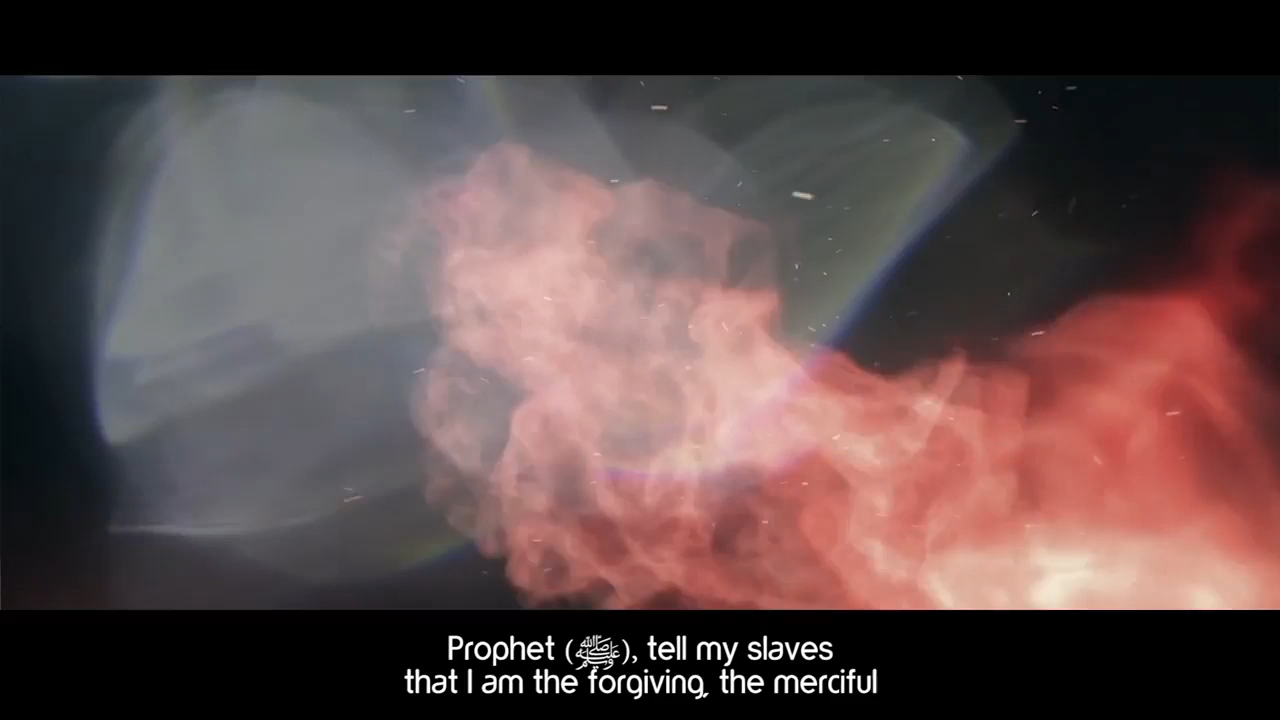 Prophet (ﷺ), tell my slaves
that I am the forgiving, the merciful